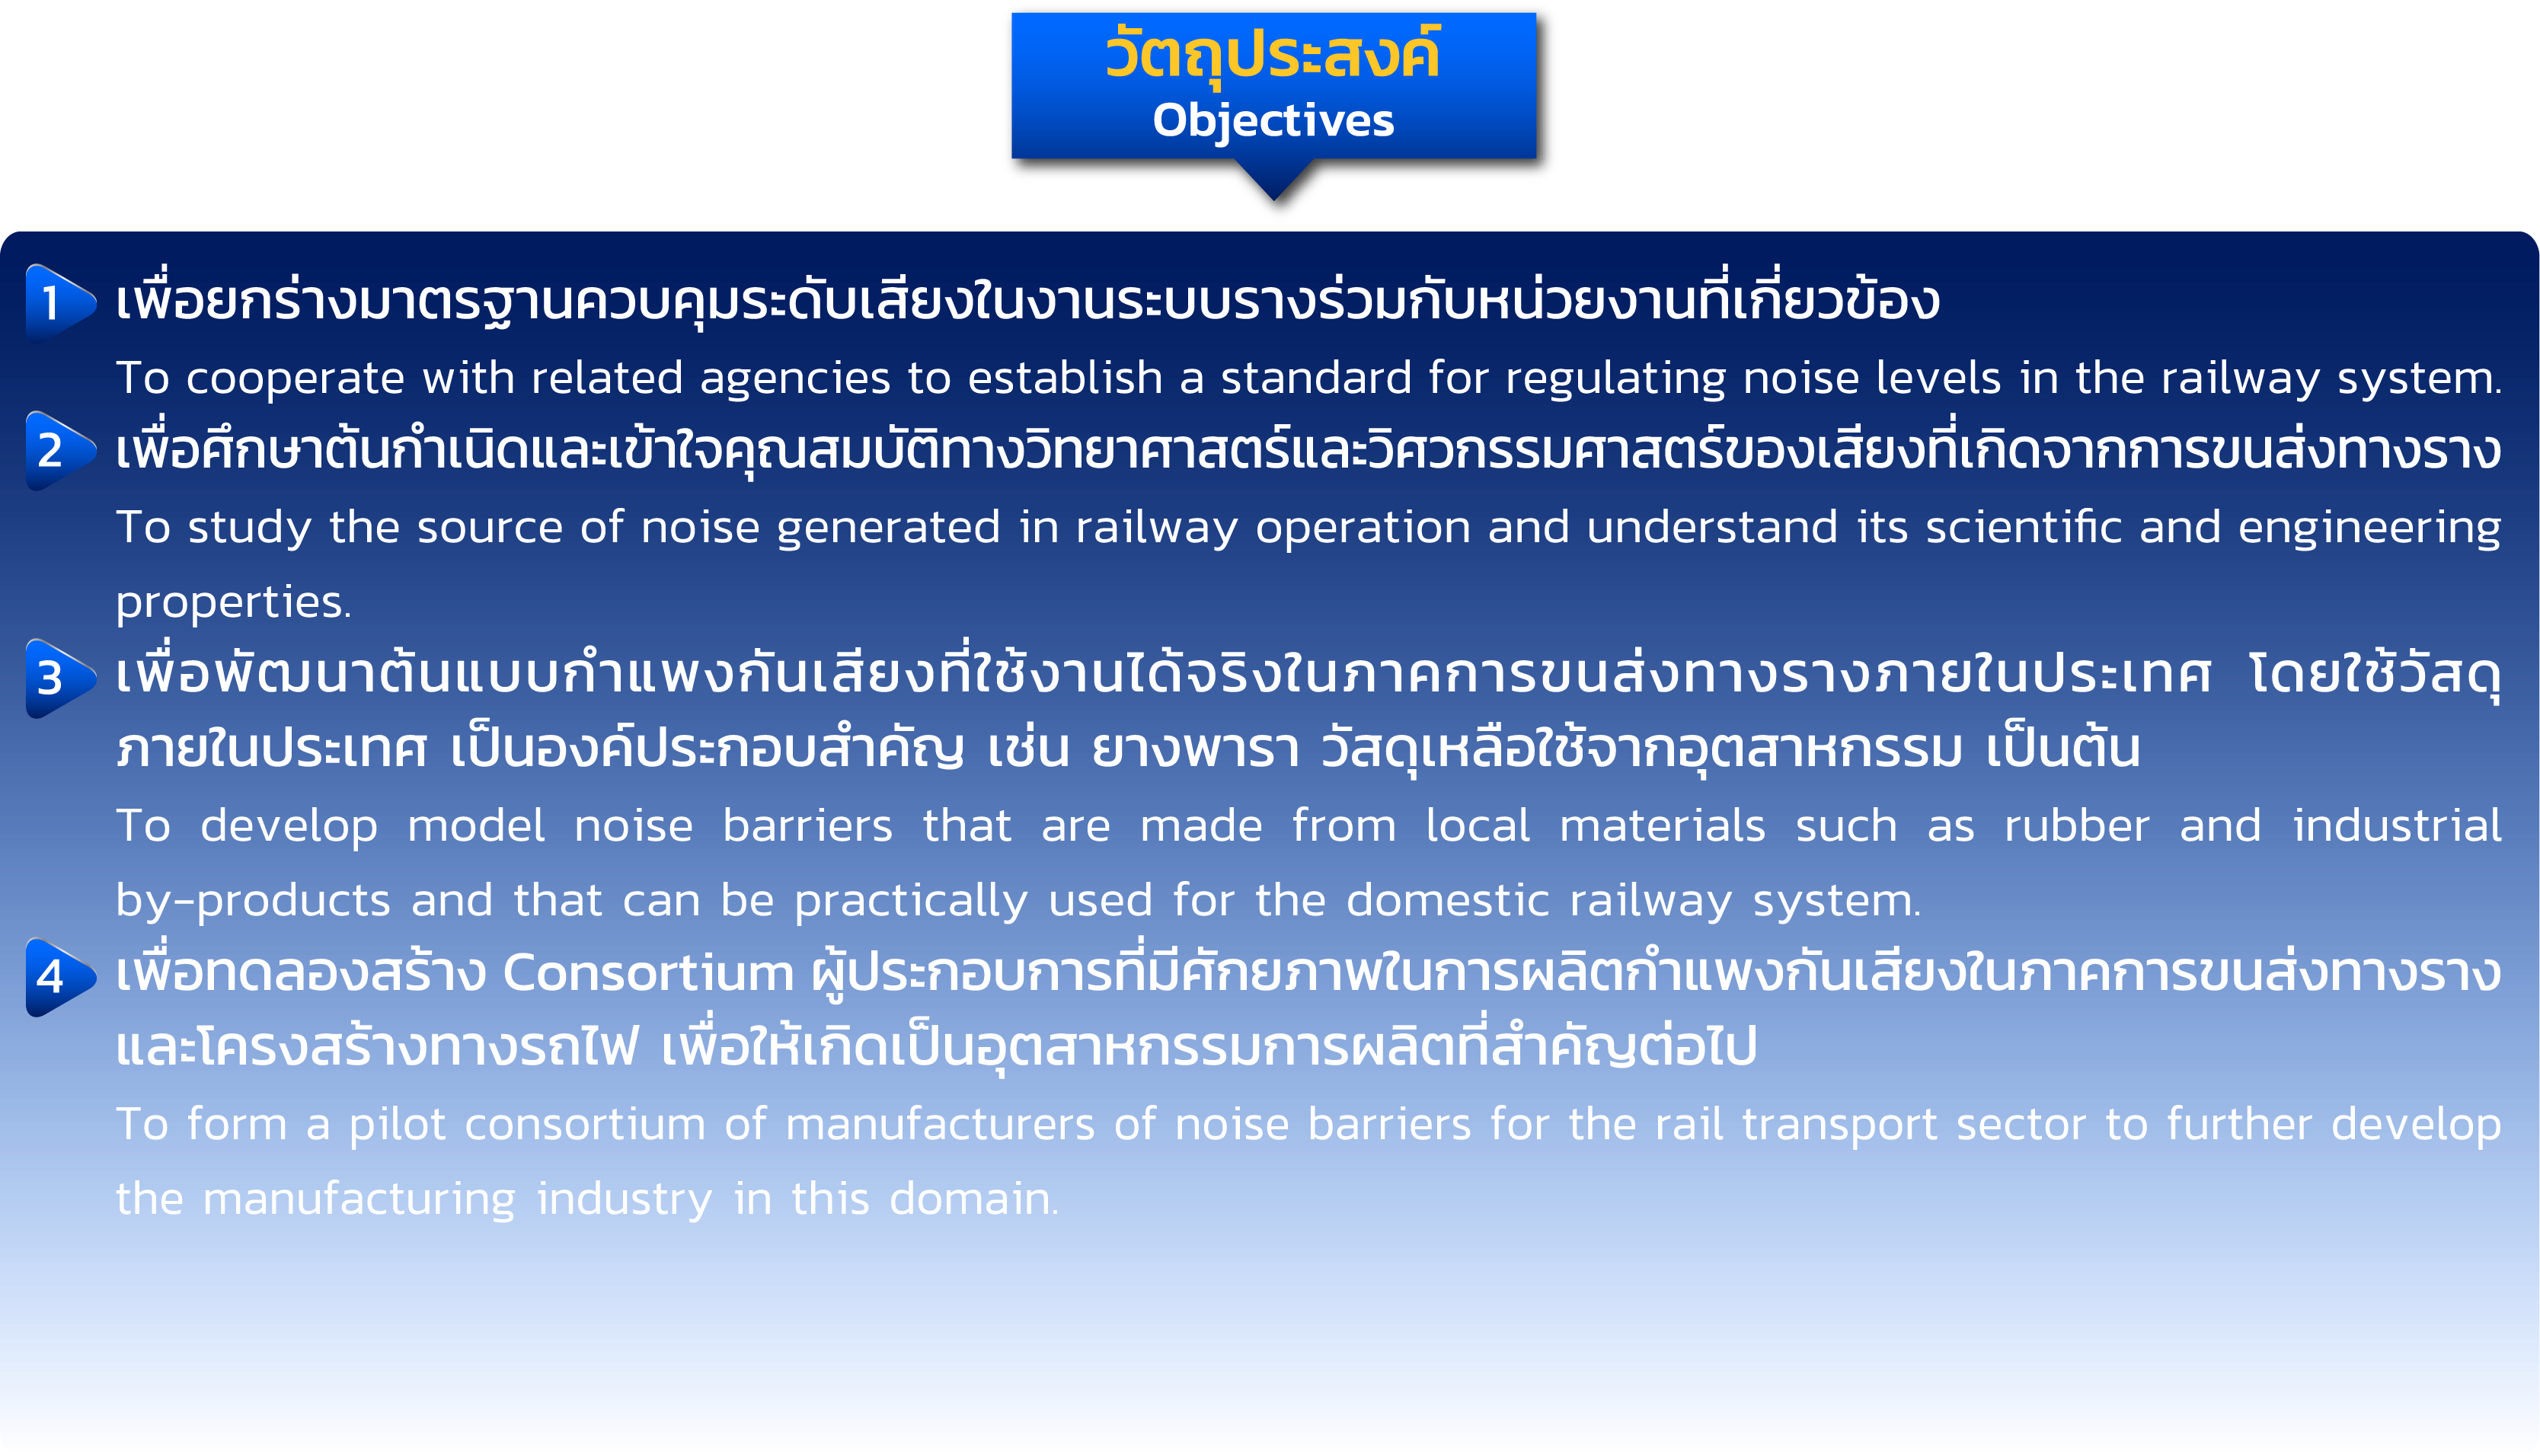 วัตถุประสงค์
Objectives
1 เพื่อยกร่างมาตรฐานควบคุมระดับเสียงในงานระบบรางร่วมกับหน่วยงานที่เกี่ยวข้อง
To cooperate with related agencies to establish a standard for regulating noise levels in the railway system.
2 เพื่อศึกษาต้นกำเนิดและเข้าใจคุณสมบัติทางวิทยาศาสตร์และวิศวกรรมศาสตร์ของเสียงที่เกิดจากการขนส่งทางราง
To study the source of noise generated in railway operation and understand its scientific and engineering
properties.
3 เพื่อพัฒนาต้นแบบกำแพงกันเสียงที่ใช้งานได้จริงในภาคการขนส่งทางรางภายในประเทศ โดยใช้วัสดุ
ภายในประเทศ เป็นองค์ประกอบสำคัญ เช่น ยางพารา วัสดุเหลือใช้จากอุตสาหกรรม เป็นต้น
To develop model noise barriers that are made from local materials such as rubber and industrial
by-products and that can be practically used for the domestic railway system.
4 เพื่อทดลองสร้าง Consortium ผู้ประกอบการที่มีศักยภาพในการผลิตกำแพงกันเสียงในภาคการขนส่งทางราง
และโครงสร้างทางรถไฟ เพื่อให้เกิดเป็นอุตสาหกรรมการผลิตที่สำคัญต่อไป
To form a pilot consortium of manufacturers of noise barriers for the rail transport sector to further develop
the manufacturing industry in this domain.